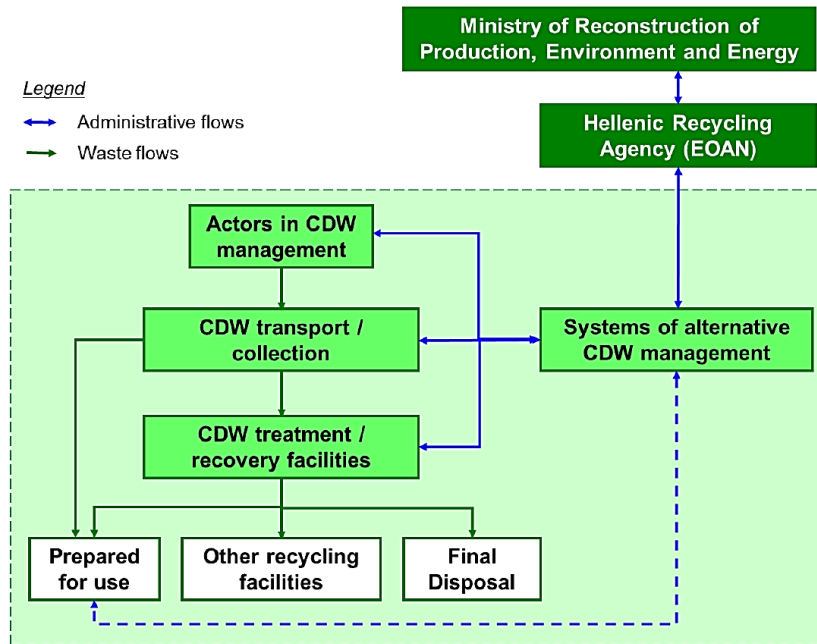 Ministry of Reconstruction of
Production, Environment and Energy
Legend
Administrative flows
Waste flows
Hellenic Recycling
Agency (EOAN)
Actors in CDW
management
CDW transport /
collection
Systems of alternative
CDW management
CDW treatment /
recovery facilities
Prepared
for use
Other recycling
facilities
Final
Disposal